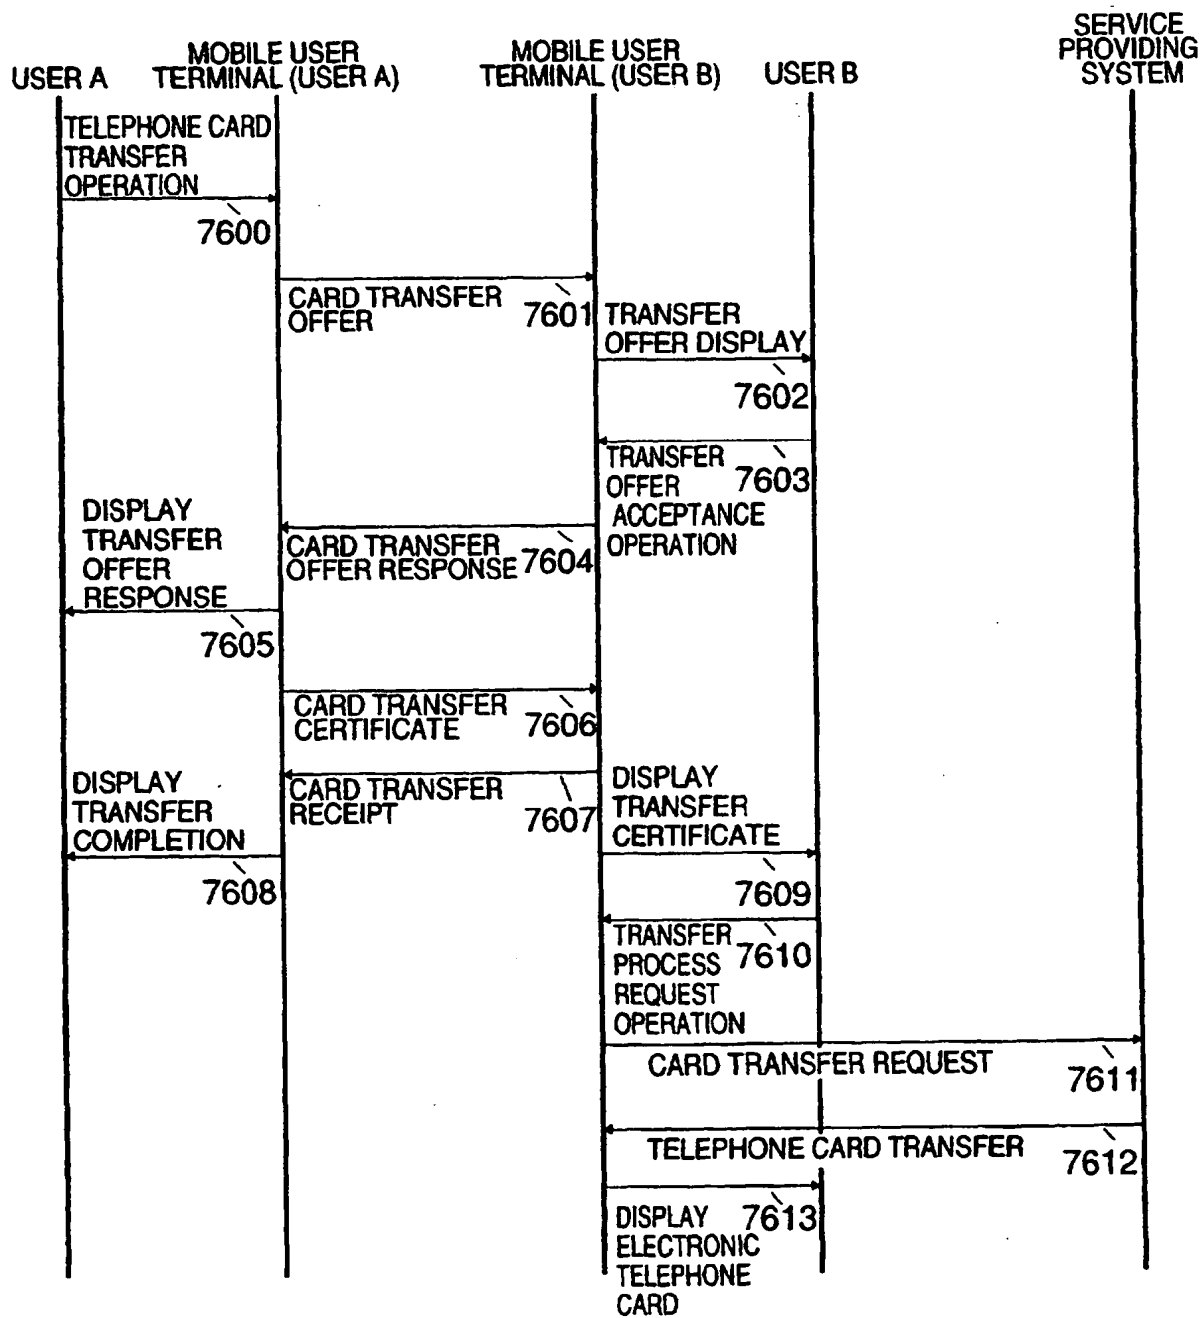 USER A
MOBILE USER
TERMINAL (USER A)
MOBILE USER
TERMINAL (USER B)
USER B
SERVICE
PROVIDING
SYSTEM
TELEPHONE CARD
TRANSFER
OPERATION
7600
CARD TRANSFER
OFFER
7601
TRANSFER
OFFER DISPLAY
7602
TRANSFER
OFFER
ACCEPTANCE
OPERATION
7603
CARD TRANSFER
OFFER RESPONSE
7604
DISPLAY
TRANSFER
OFFER
RESPONSE
7605
CARD TRANSFER
CERTIFICATE
7606
CARD TRANSFER
RECEIPT
7607
DISPLAY
TRANSFER
COMPLETION
7608
DISPLAY
TRANSFER
CERTIFICATE
7609
TRANSFER
PROCESS
REQUEST
OPERATION
7610
CARD TRANSFER REQUEST
7611
TELEPHONE CARD TRANSFER
7612
DISPLAY
ELECTRONIC
TELEPHONE
CARD
7613